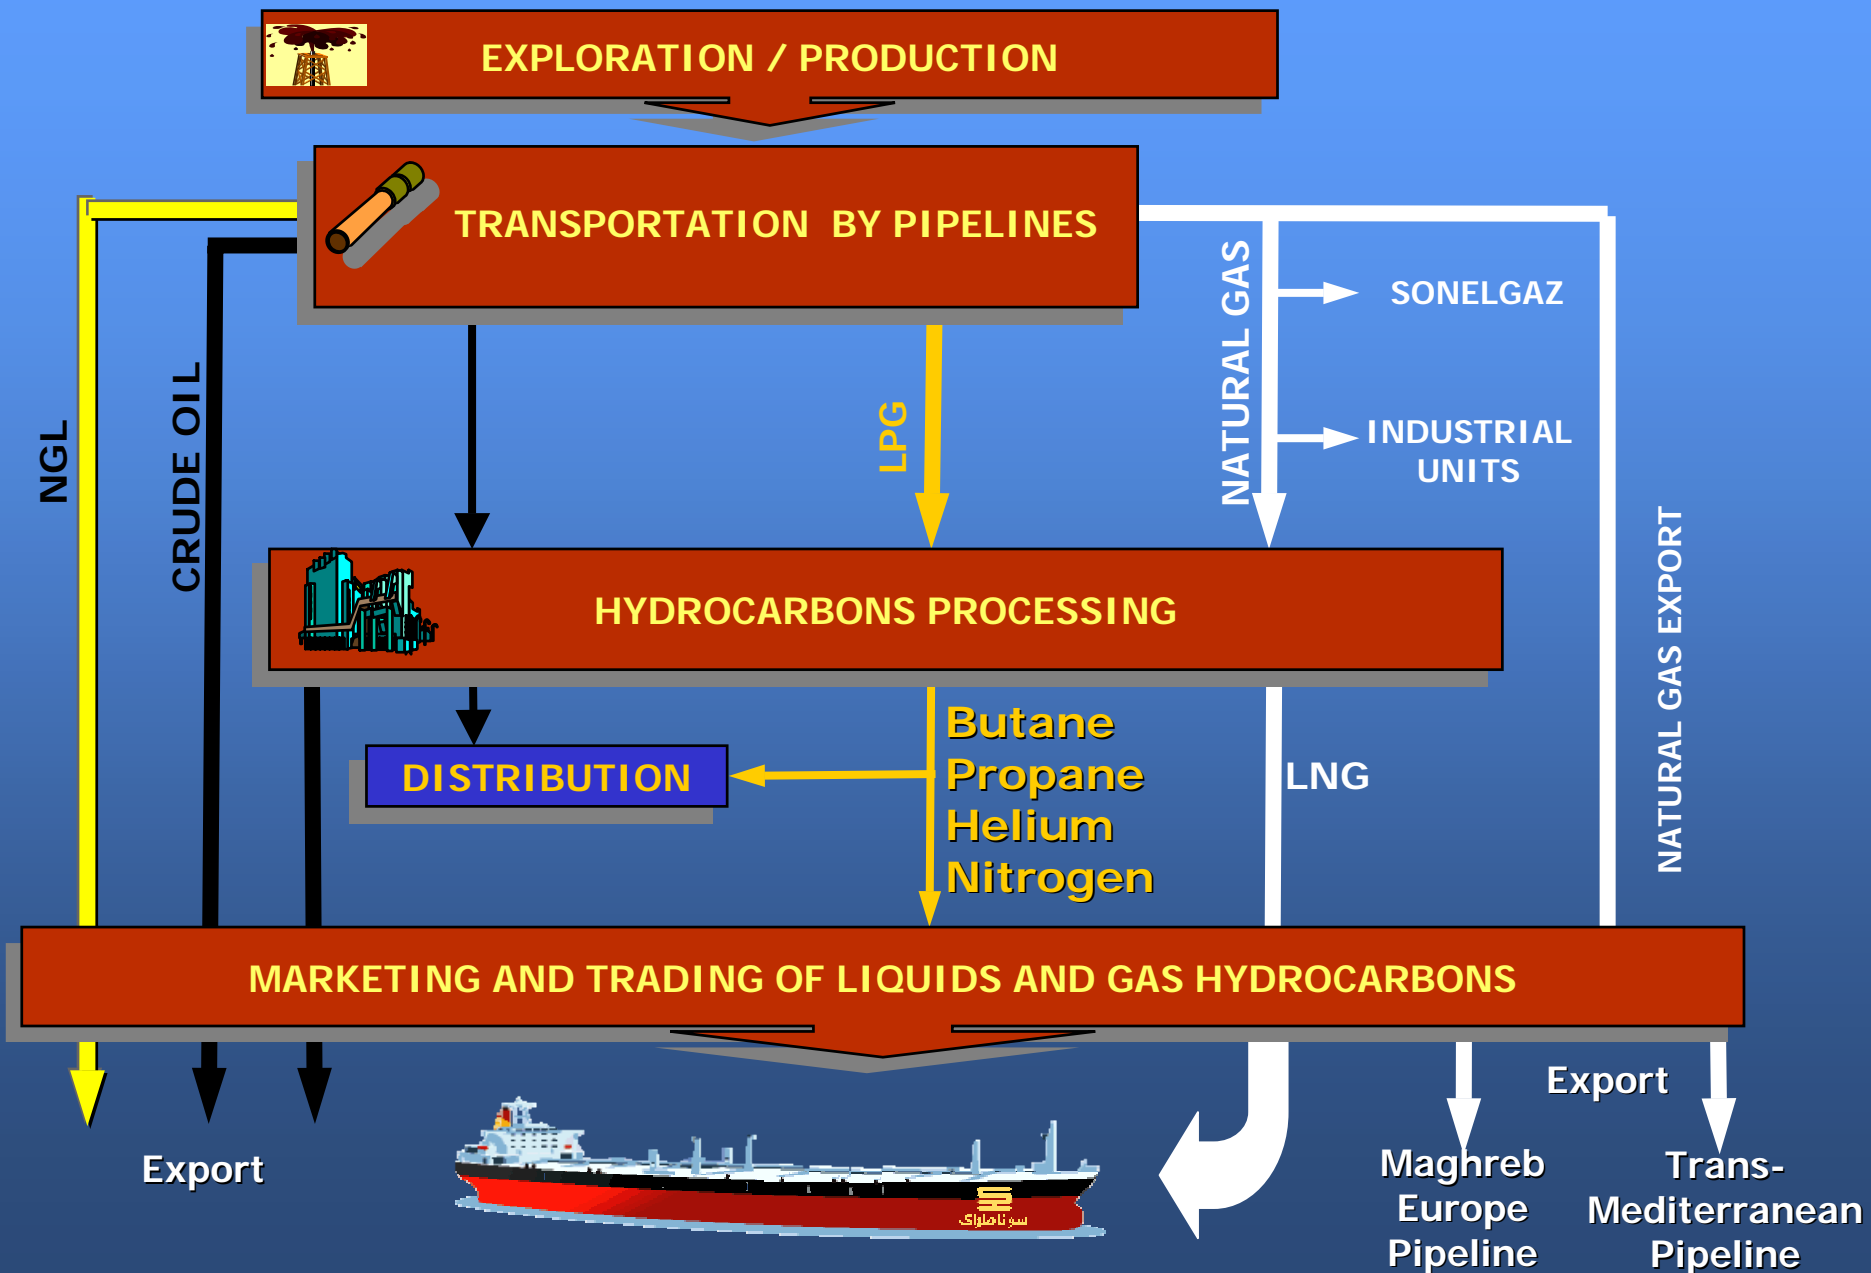 EXPLORATION / PRODUCTION
TRANSPORTATION BY PIPELINES
NGL
CRUDE OIL
LPG
NATURAL GAS
SONELGAZ
INDUSTRIAL
UNITS
NATURAL GAS EXPORT
HYDROCARBONS PROCESSING
DISTRIBUTION
Butane
Propane
Helium
Nitrogen
LNG
MARKETING AND TRADING OF LIQUIDS AND GAS HYDROCARBONS
Export
سوناطراك
Export
Maghreb
Europe
Pipeline
Trans-
Mediterranean
Pipeline